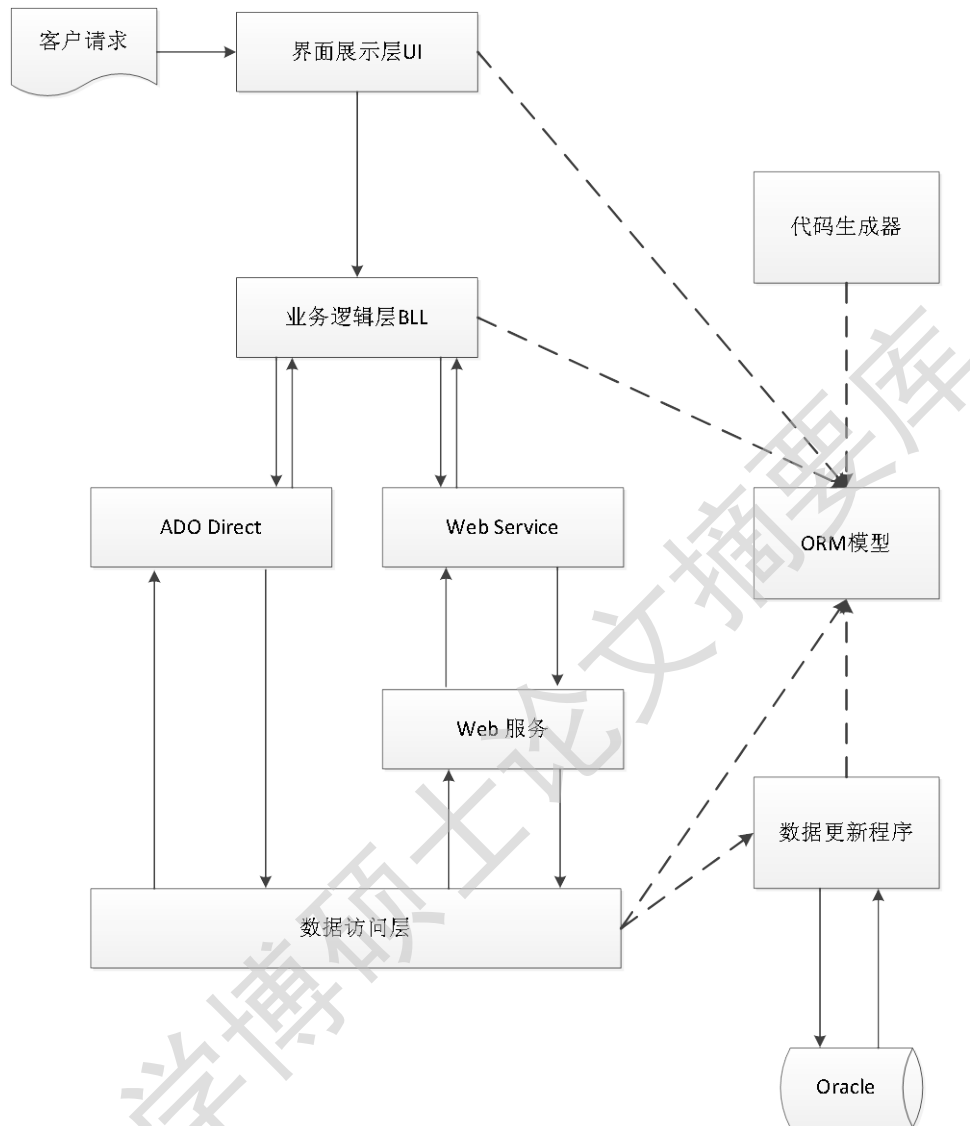 客户请求
界面展示层UI
代码生成器
业务逻辑层BLL
ADO Direct
Web Service
ORM模型
Web 服务
数据更新程序
数据访问层
Oracle
学博硕士论文摘要库